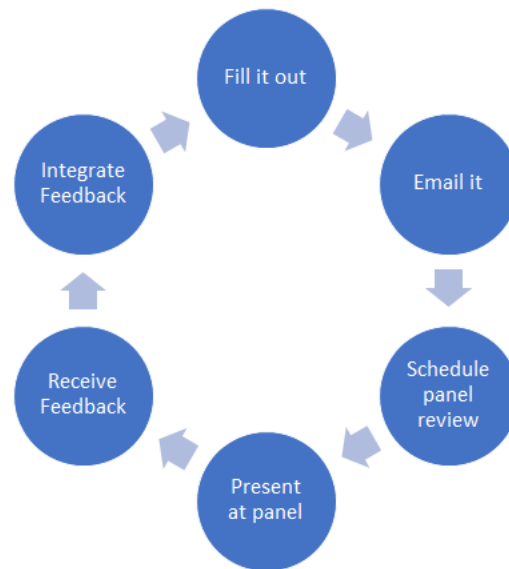 Fill it out
Email it
Schedule
panel
review
Present
at panel
Receive
Feedback
Integrate
Feedback